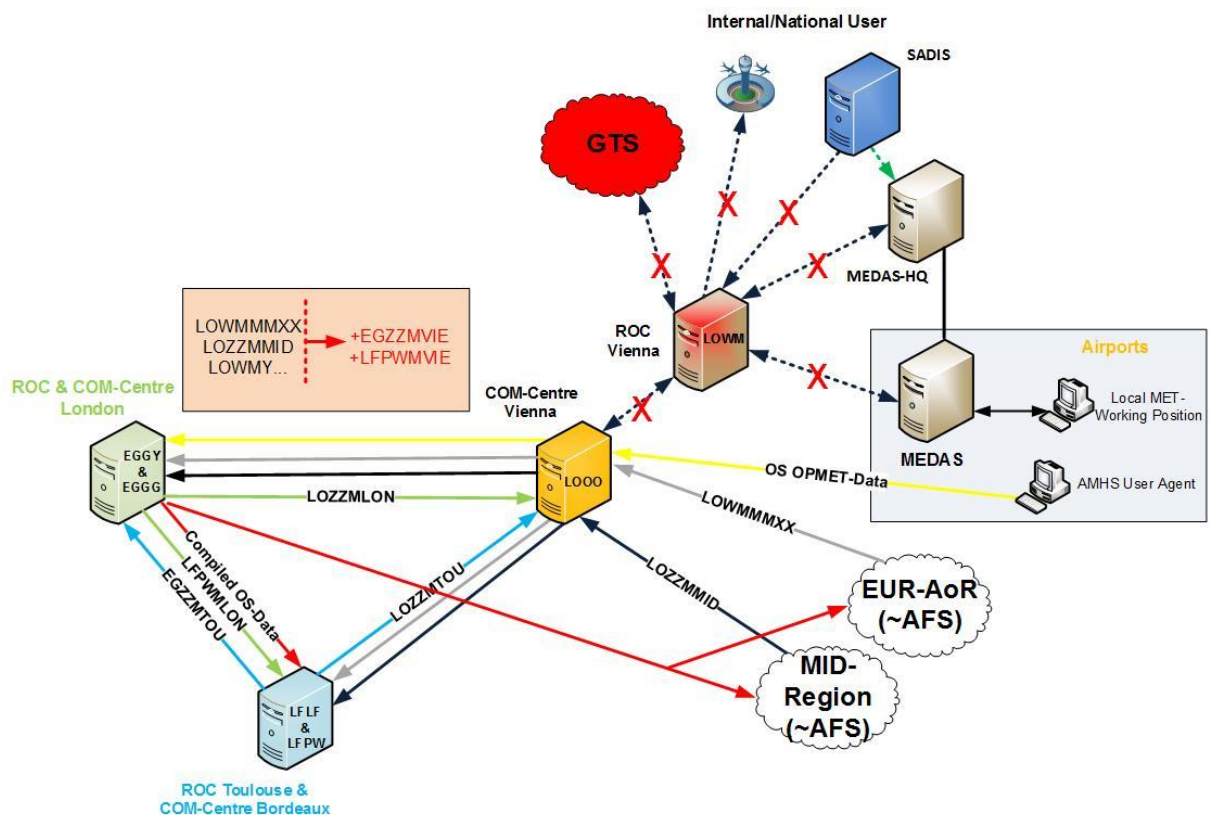 Internal/National User
SADIS
GTS
X
X
X
X
MEDAS-HQ
LOWMMMXX
LOZZMMID
LOWMY...
+EGZZMVIE
+LFPWMVIE
ROC
Vienna
LOWM
X
X
Airports
Local MET-
Working Position
MEDAS
AMHS User Agent
ROC & COM-Centre
London
COM-Centre
Vienna
EGGY
&
EGGG
LOOO
LOZZMLON
OS OPMET-Data
LOWMMMXX
LOZZMMID
Compiled OS-Data
LFPWMLON
EGZZMTOU
LOZZMTOU
EUR-AoR
(~AFS)
MID-
Region
(~AFS)
LFLF
&
LFPW
ROC Toulouse &
COM-Centre Bordeaux